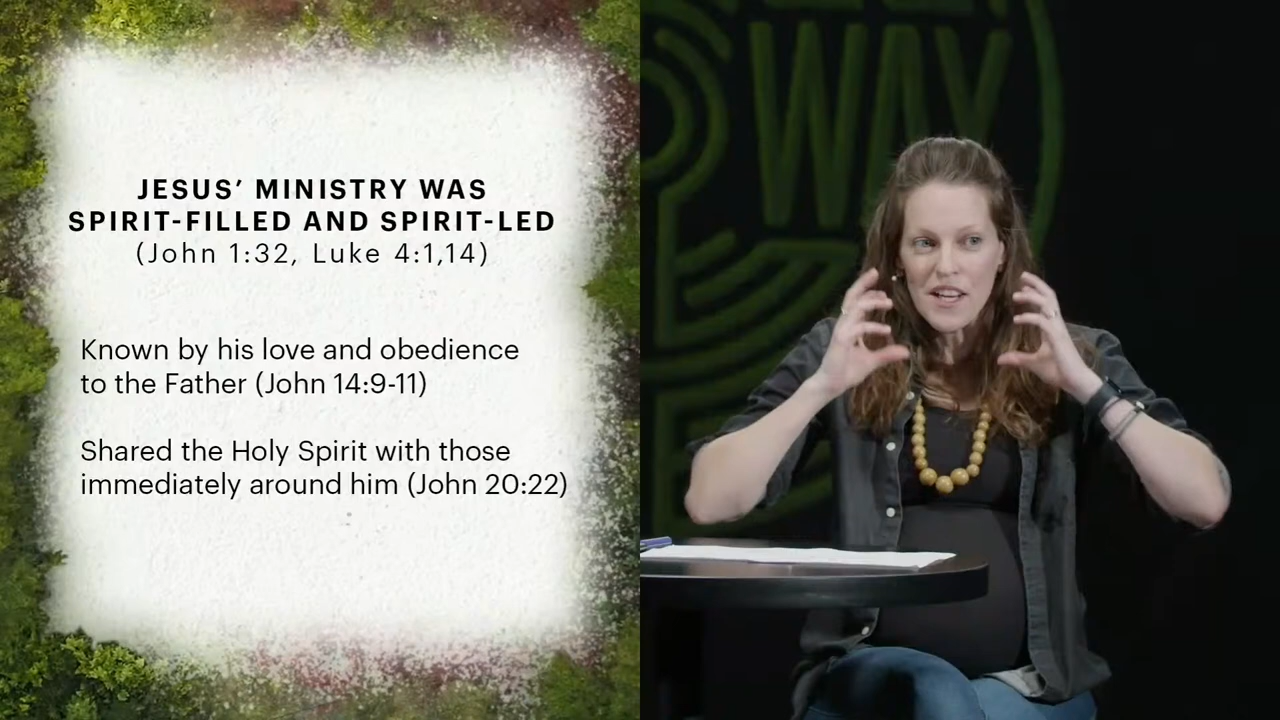 JESUS’ MINISTRY WAS
SPIRIT-FILLED AND SPIRIT-LED
(John 1:32, Luke 4:1,14)
Known by his love and obedience
to the Father (John 14:9-11)
Shared the Holy Spirit with those
immediately around him (John 20:22)
WAY